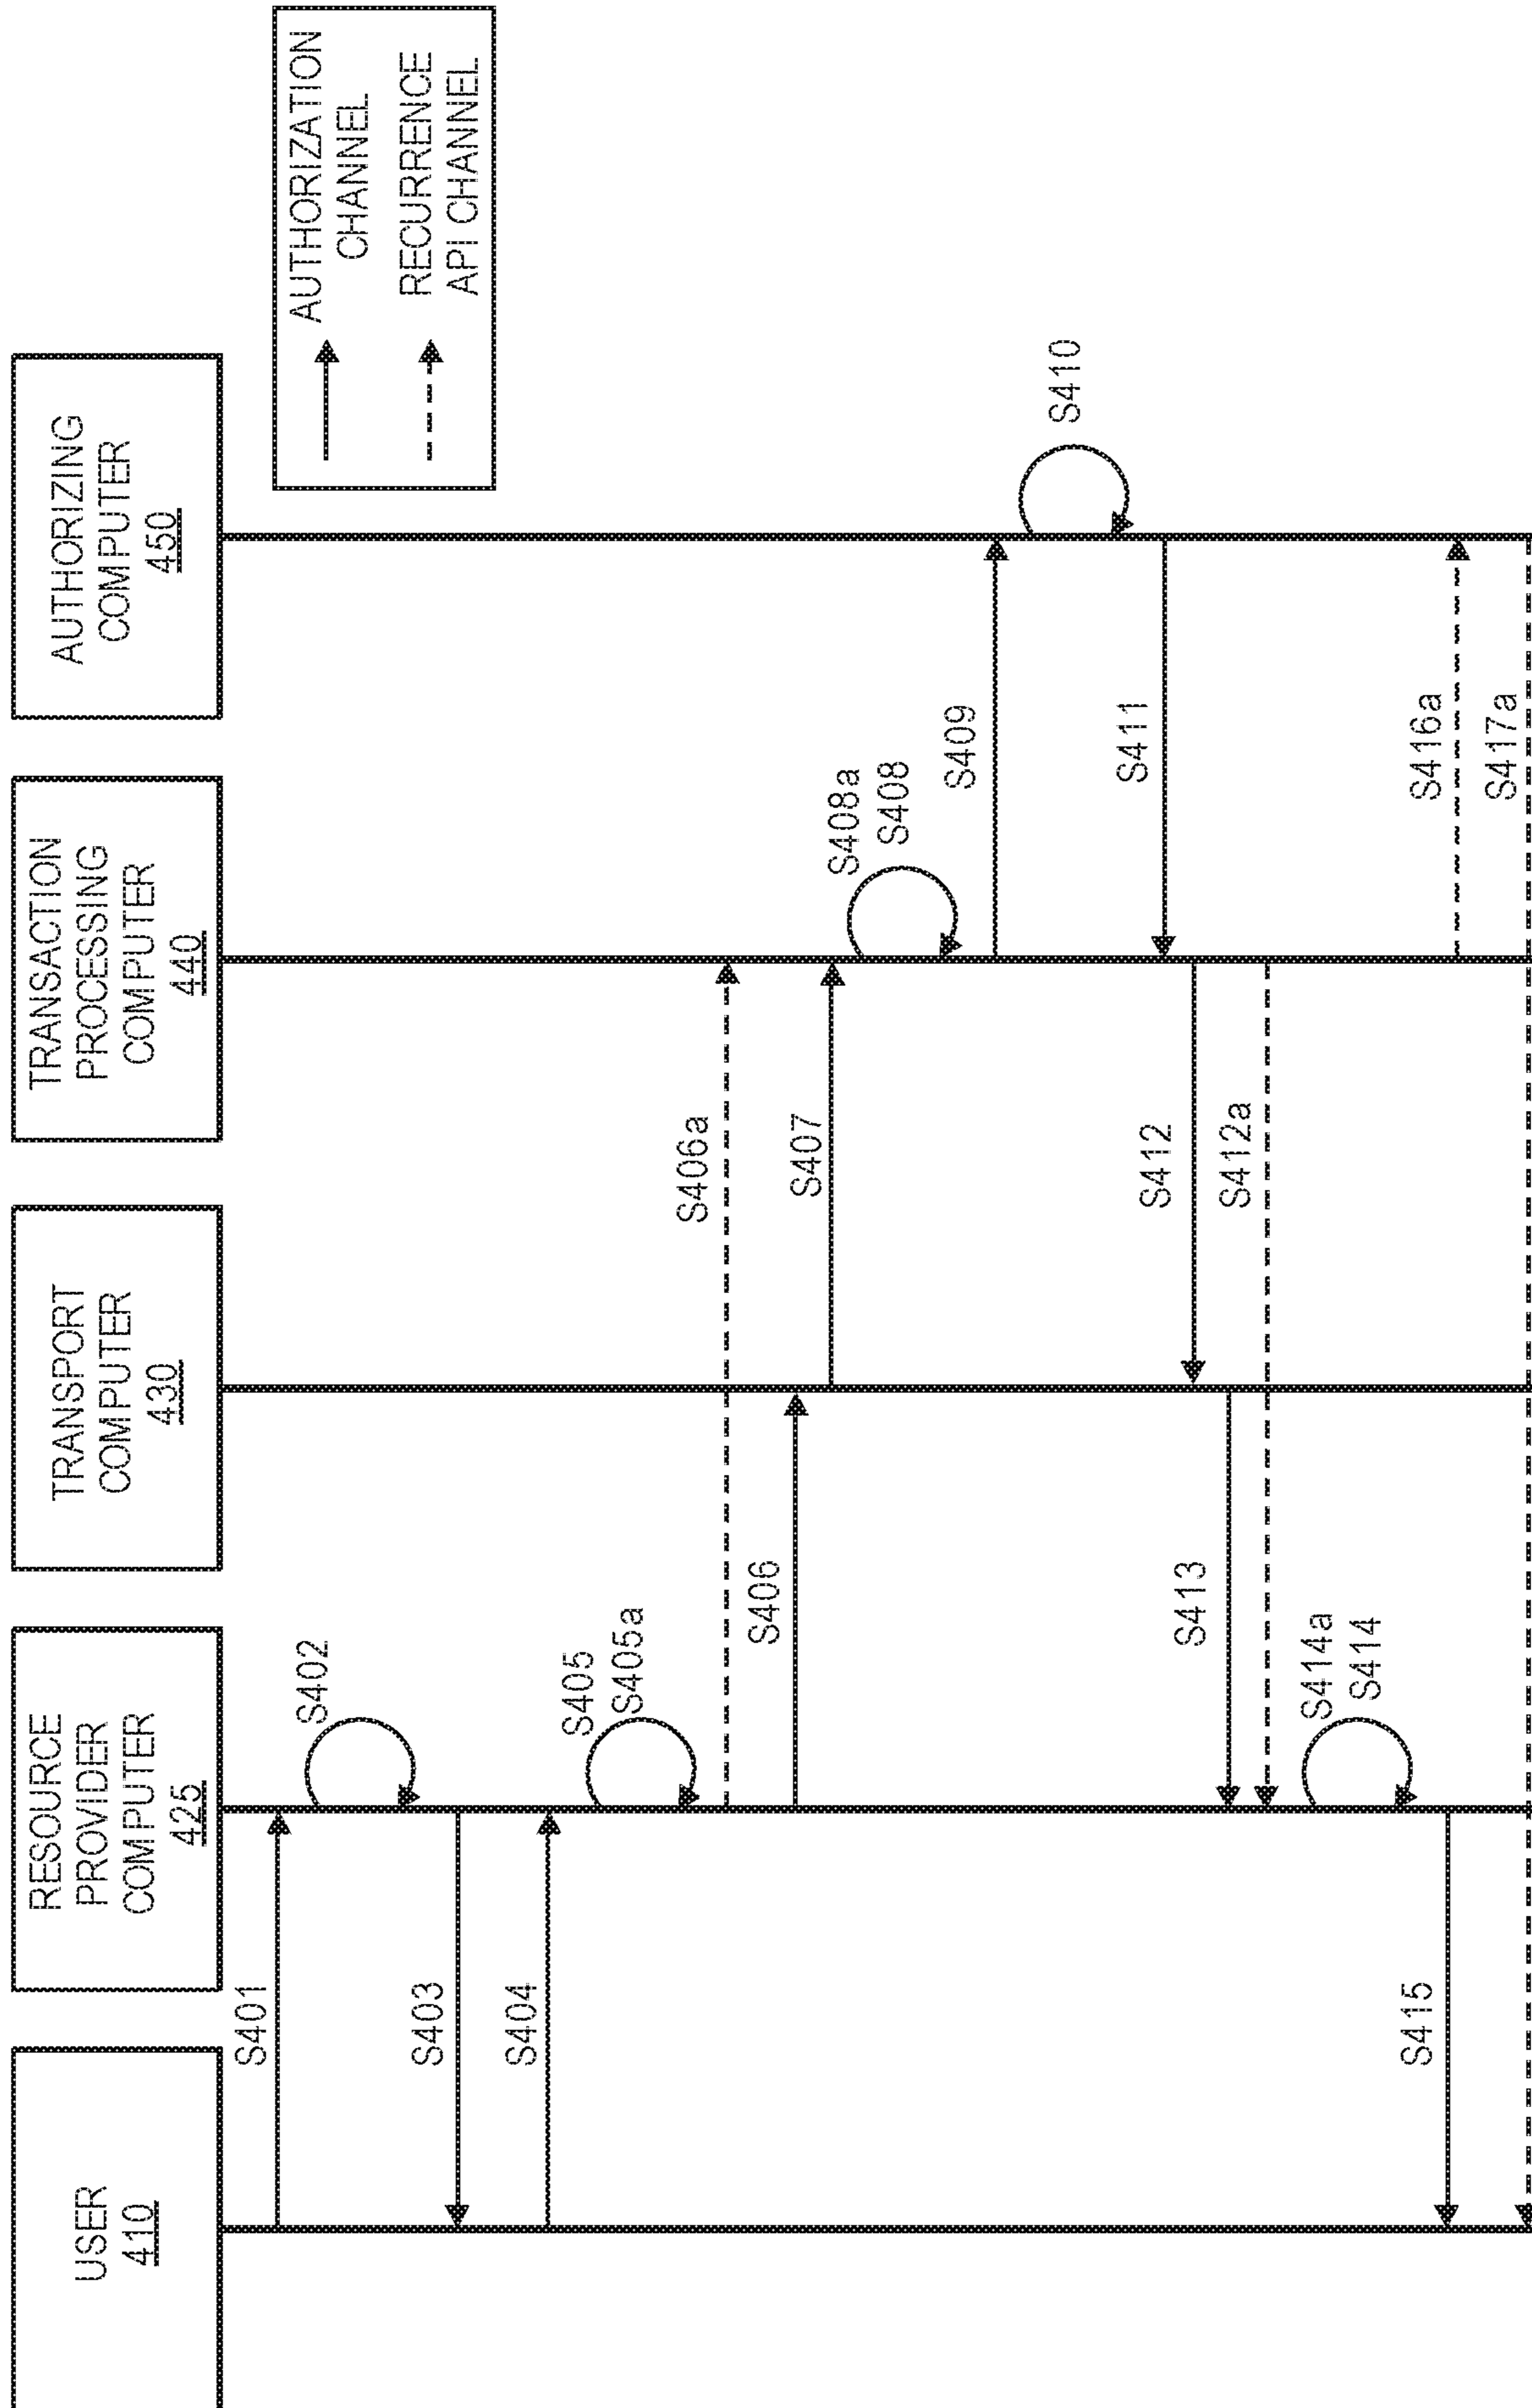 USER
410
RESOURCE
PROVIDER
COMPUTER
425
TRANSPORT
COMPUTER
430
TRANSACTION
PROCESSING
COMPUTER
440
AUTHORIZING
COMPUTER
450
AUTHORIZATION
CHANNEL
RECURRENCE
API CHANNEL
S401
S402
S403
S404
S405
S405a
S406a
S406
S407
S408a
S408
S409
S410
S411
S412
S413
S412a
S414a
S414
S415
S416a
S417a